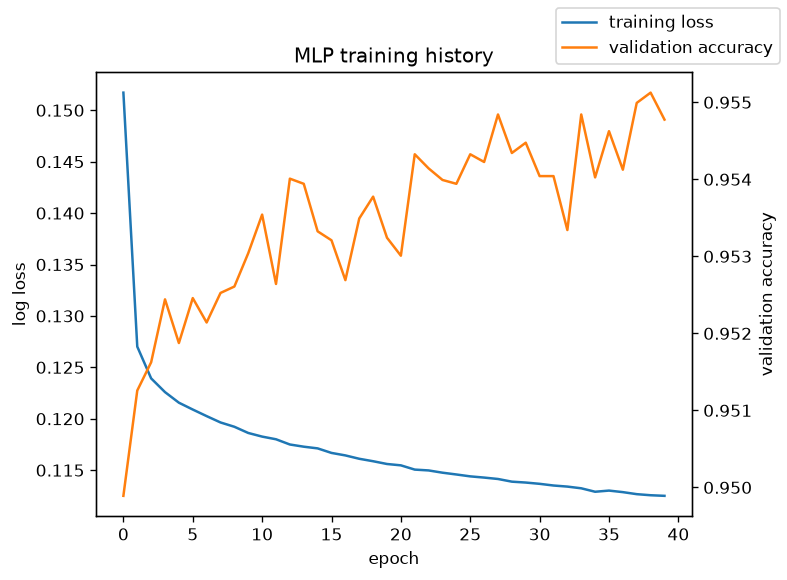 training loss
validation accuracy
MLP training history
0.150
0.145
0.140
0.135
0.130
0.125
0.120
0.115
log loss
0.955
0.954
0.953
0.952
0.951
0.950
validation accuracy
0 5 10 15 20 25 30 35 40
epoch